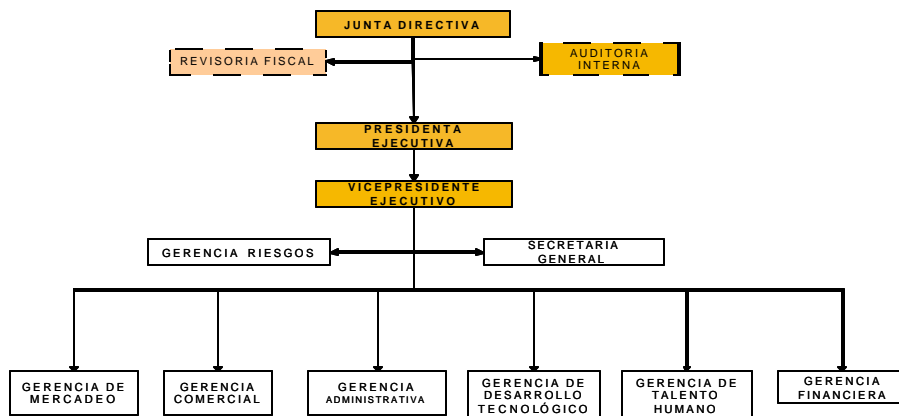 JUNTA DIRECTIVA
REVISORIA FISCAL
AUDITORIA
INTERNA
PRESIDENTA
EJECUTIVA
VICEPRESIDENTE
EJECUTIVO
GERENCIA RIESGOS
SECRETARIA
GENERAL
GERENCIA DE
MERCADEO
GERENCIA
COMERCIAL
GERENCIA
ADMINISTRATIVA
GERENCIA DE
DESARROLLO
TECNOLÓGICO
GERENCIA DE
TALENTO
HUMANO
GERENCIA
FINANCIERA